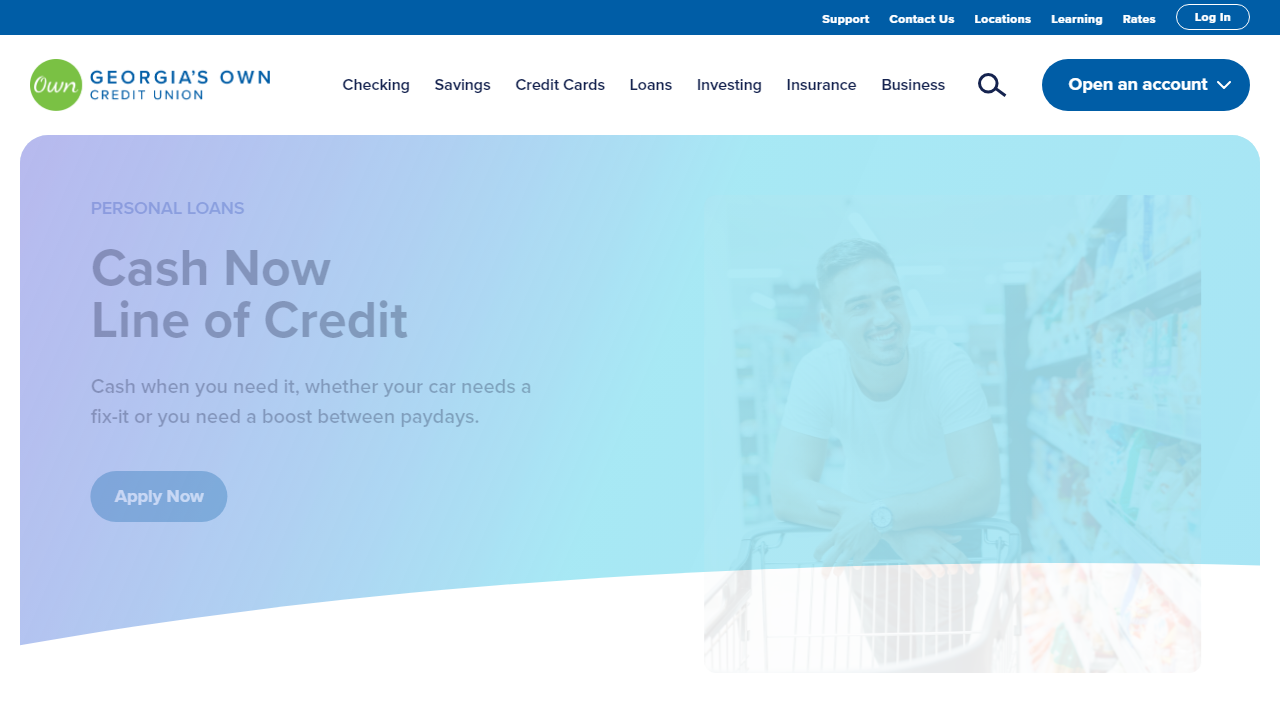 Support Contact Us Locations Learning Rates Log In
Own GEORGIA'S OWN
CREDIT UNION
Checking Savings Credit Cards Loans Investing Insurance Business
Open an account
PERSONAL LOANS
Cash Now
Line of Credit
Cash when you need it, whether your car needs a
fix-it or you need a boost between paydays.
Apply Now